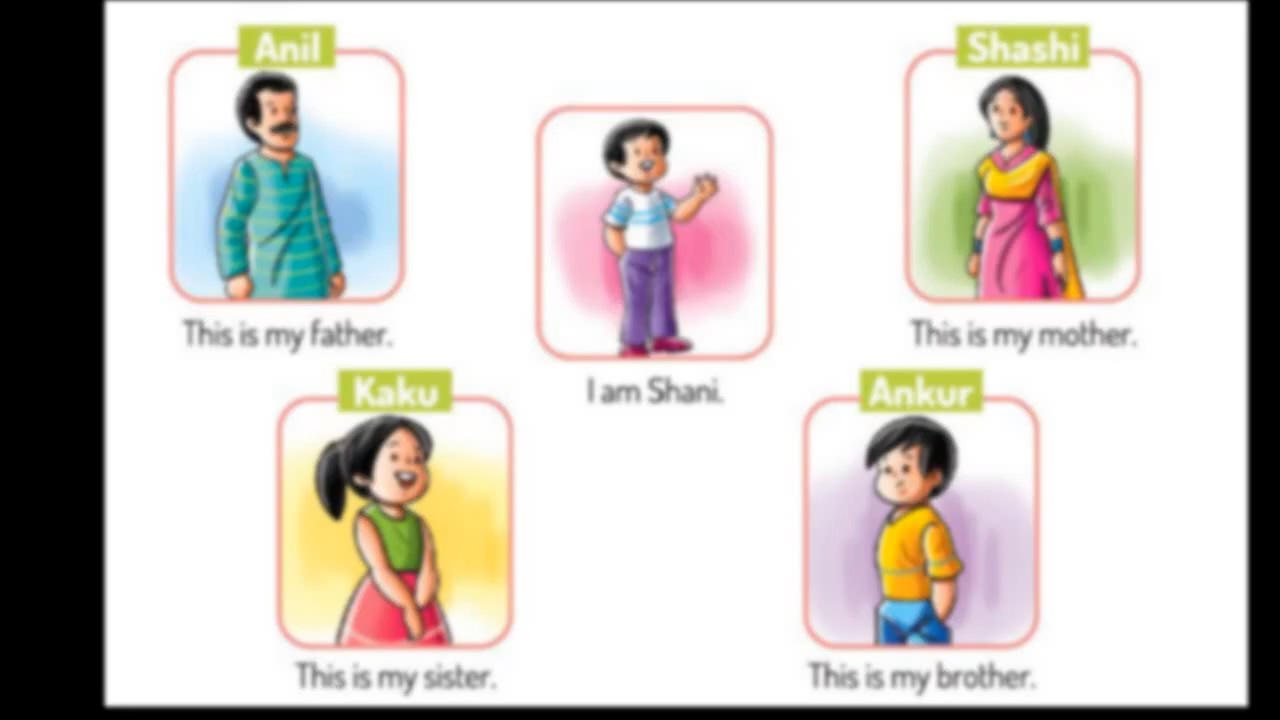 Anil
This is my father.
I am Shani.
Shashi
This is my mother.
Kaku
This is my sister.
Ankur
This is my brother.